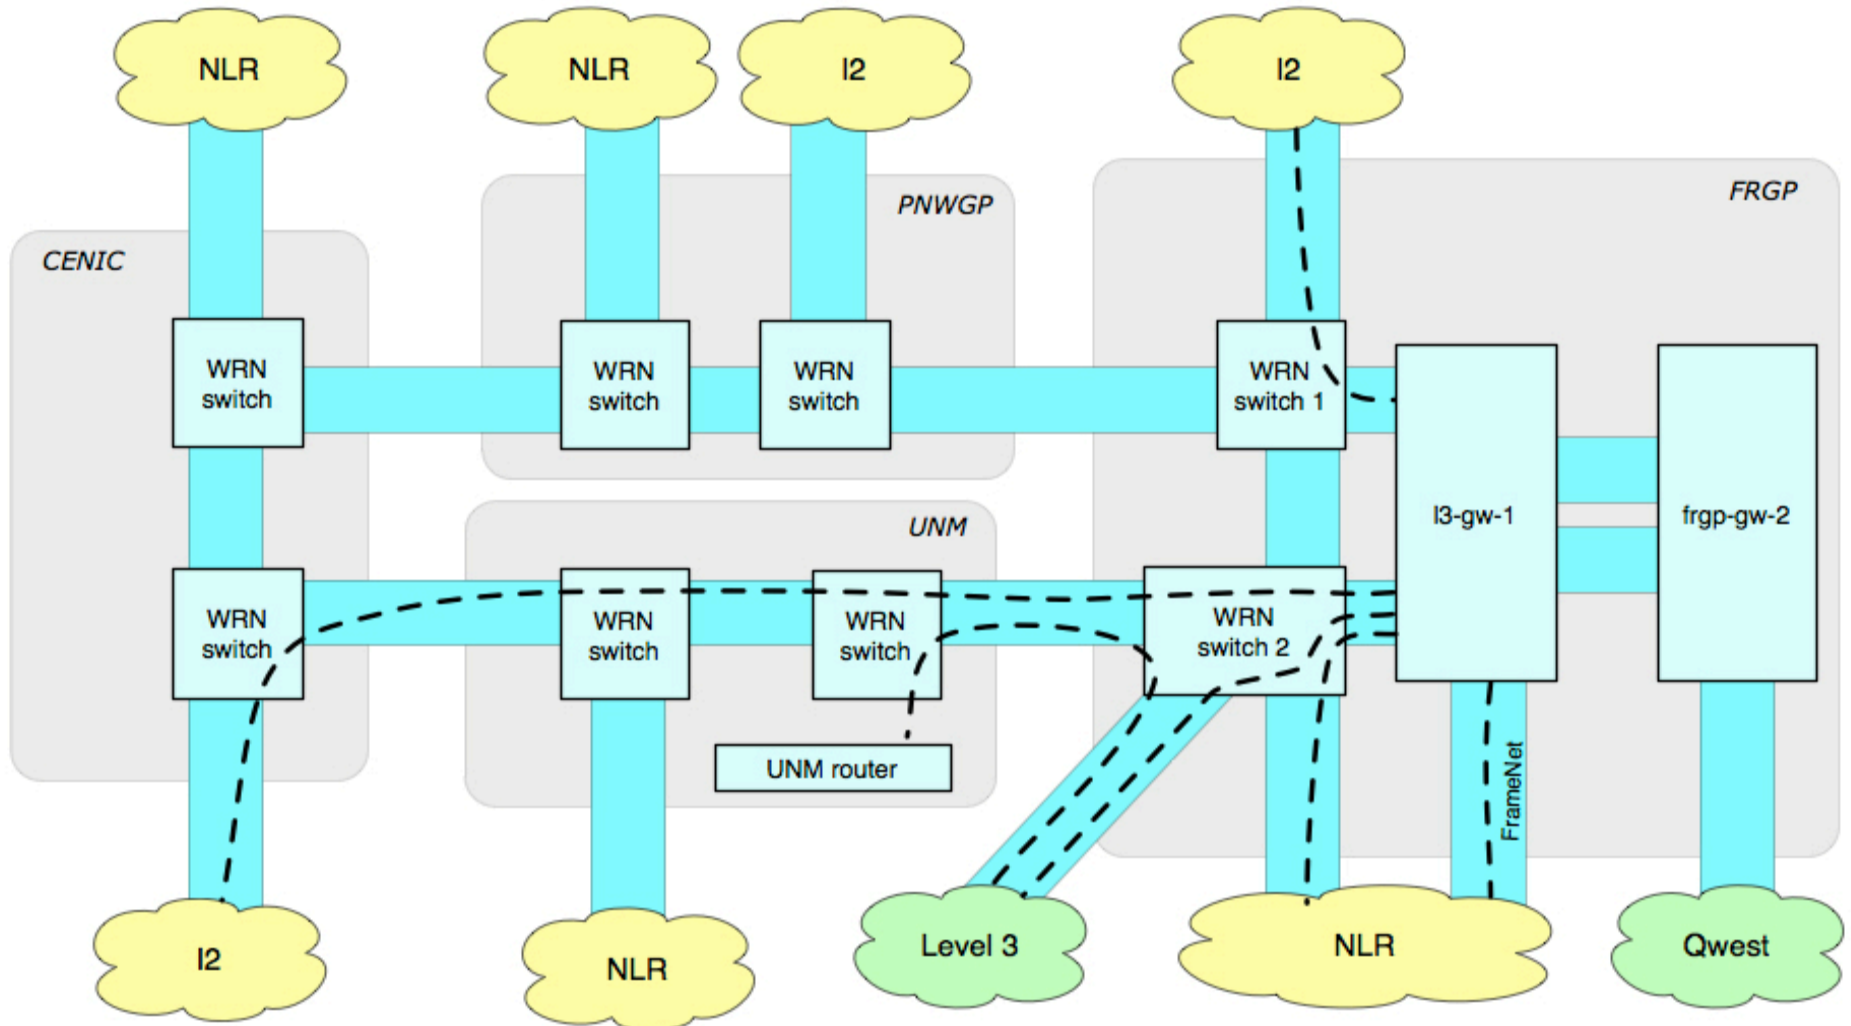 NLR
NLR
I2
I2
PNWGP
FRGP
CENIC
WRN
switch
WRN
switch
WRN
switch
WRN
switch 1
l3-gw-1
frgp-gw-2
UNM
WRN
switch
WRN
switch
WRN
switch
WRN
switch 2
UNM router
FrameNet
I2
NLR
Level 3
NLR
Qwest